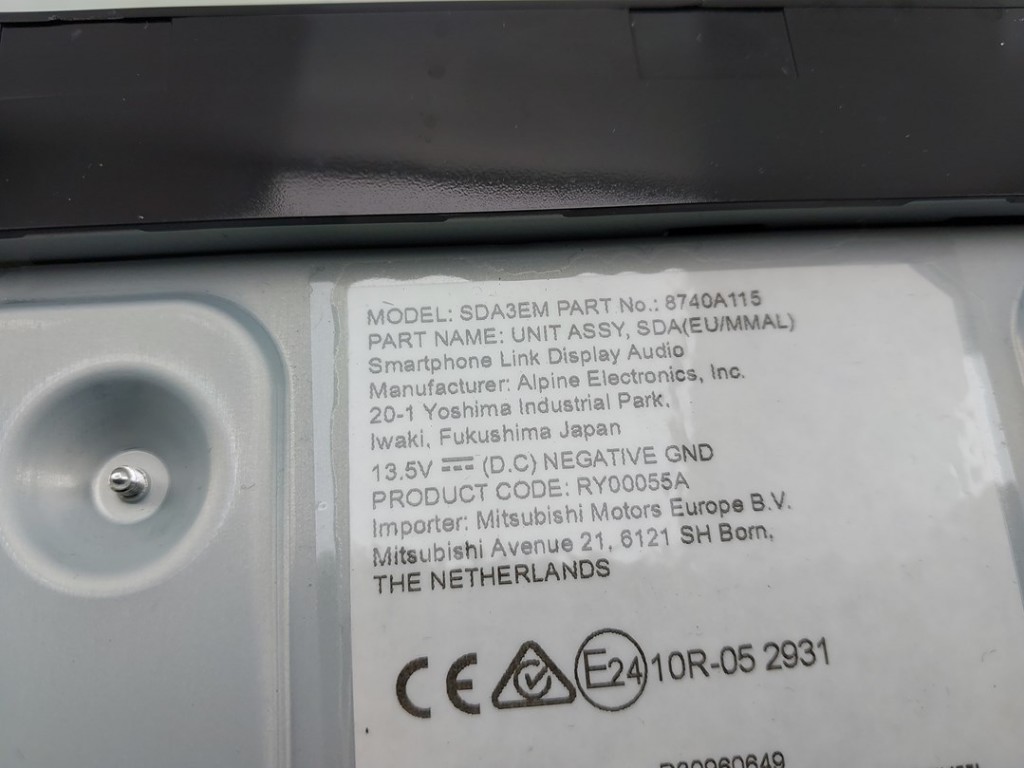 MODEL: SDA3EM PART No.: 8740A115
PART NAME: UNIT ASSY, SDA(EU/MMAL)
Smartphone Link Display Audio
Manufacturer: Alpine Electronics, Inc.
20-1 Yoshima Industrial Park,
Iwaki, Fukushima Japan
13.5V (D.C) NEGATIVE GND
PRODUCT CODE: RY00055A
Importer: Mitsubishi Motors Europe B.V.
Mitsubishi Avenue 21, 6121 SH Born,
THE NETHERLANDS
CE E24 10R-05 2931